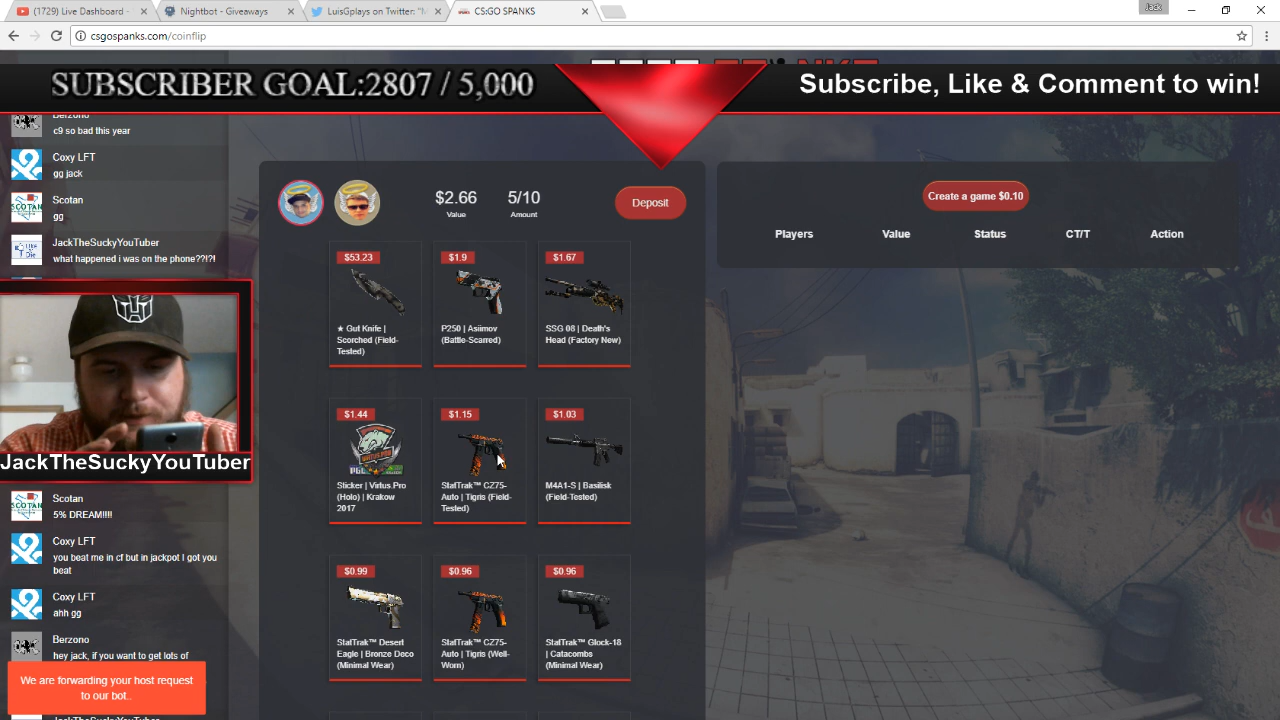 (1729) Live Dashboard -
Nightbot - Giveaways
LuisGplays on Twitter: "M
CS:GO SPANKS
Jack
csgospanks.com/coinflip
SUBSCRIBER GOAL:2807 / 5,000
Subscribe, Like & Comment to win!
Berzono
c9 so bad this year
Coxy LFT
gg jack
Scotan
gg
JackTheSuckyYouTuber
what happened i was on the phone??!?!
JackTheSuckyYouTuber
Scotan
5% DREAM!!!!!
Coxy LFT
you beat me in cf but in jackpot I got you
beat
Coxy LFT
ahh gg
Berzono
hey jack, if you want to get lots of
We are forwarding your host request
to our bot..
JackTheSuckyYouTuber
$2.66
Value
5/10
Amount
Deposit
$53.23
★ Gut Knife |
Scorched (Field-
Tested)
$1.9
P250 | Asiimov
(Battle-Scarred)
$1.67
SSG 08 | Death's
Head (Factory New)
$1.44
Sticker | Virtus Pro
(Holo) | Krakow
2017
$1.15
StatTrak™ CZ75-
Auto | Tigris (Field-
Tested)
$1.03
M4A1-S | Basilisk
(Field-Tested)
$0.99
StatTrak™ Desert
Eagle | Bronze Deco
(Minimal Wear)
$0.96
StatTrak™ CZ75-
Auto | Tigris (Well-
Worn)
$0.96
StatTrak™ Glock-18
| Catacombs
(Minimal Wear)
Create a game $0.10
Players
Value
Status
CT/T
Action